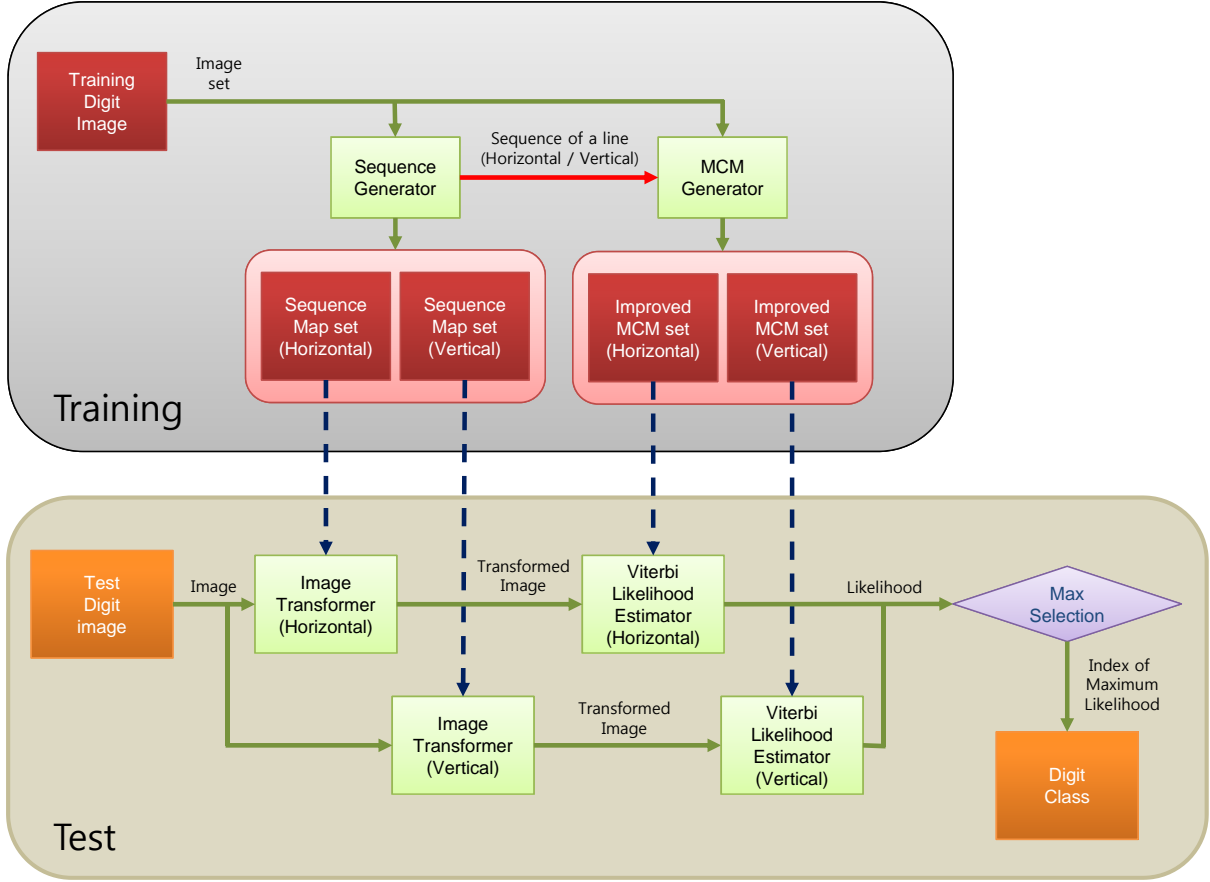 Training
Digit
Image
Image
set
Sequence
Generator
Sequence of a line
(Horizontal / Vertical)
MCM
Generator
Sequence
Map set
(Horizontal)
Sequence
Map set
(Vertical)
Improved
MCM set
(Horizontal)
Improved
MCM set
(Vertical)
Training
Test
Digit
image
Image
Image
Transformer
(Horizontal)
Transformed
Image
Viterbi
Likelihood
Estimator
(Horizontal)
Likelihood
Max
Selection
Index of
Maximum
Likelihood
Image
Transformer
(Vertical)
Transformed
Image
Viterbi
Likelihood
Estimator
(Vertical)
Digit
Class
Test